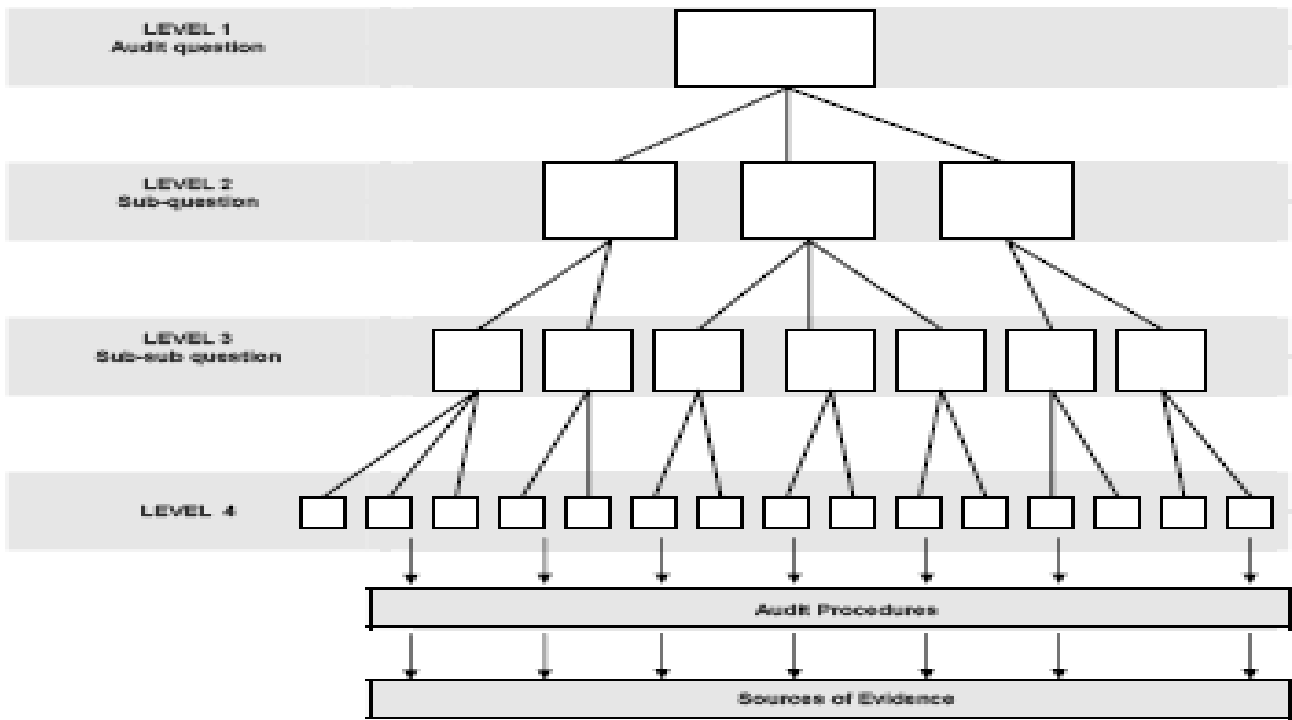 LEVEL 1
Audit question
LEVEL 2
Sub-question
LEVEL 3
Sub-sub question
LEVEL 4
Audit Procedures
Sources of Evidence